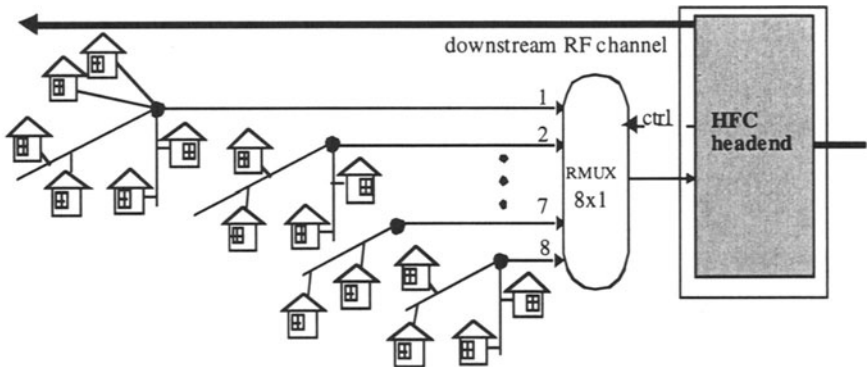 downstream RF channel
1
ctrl
HFC
headend
2
RMUX
8x1
7
8